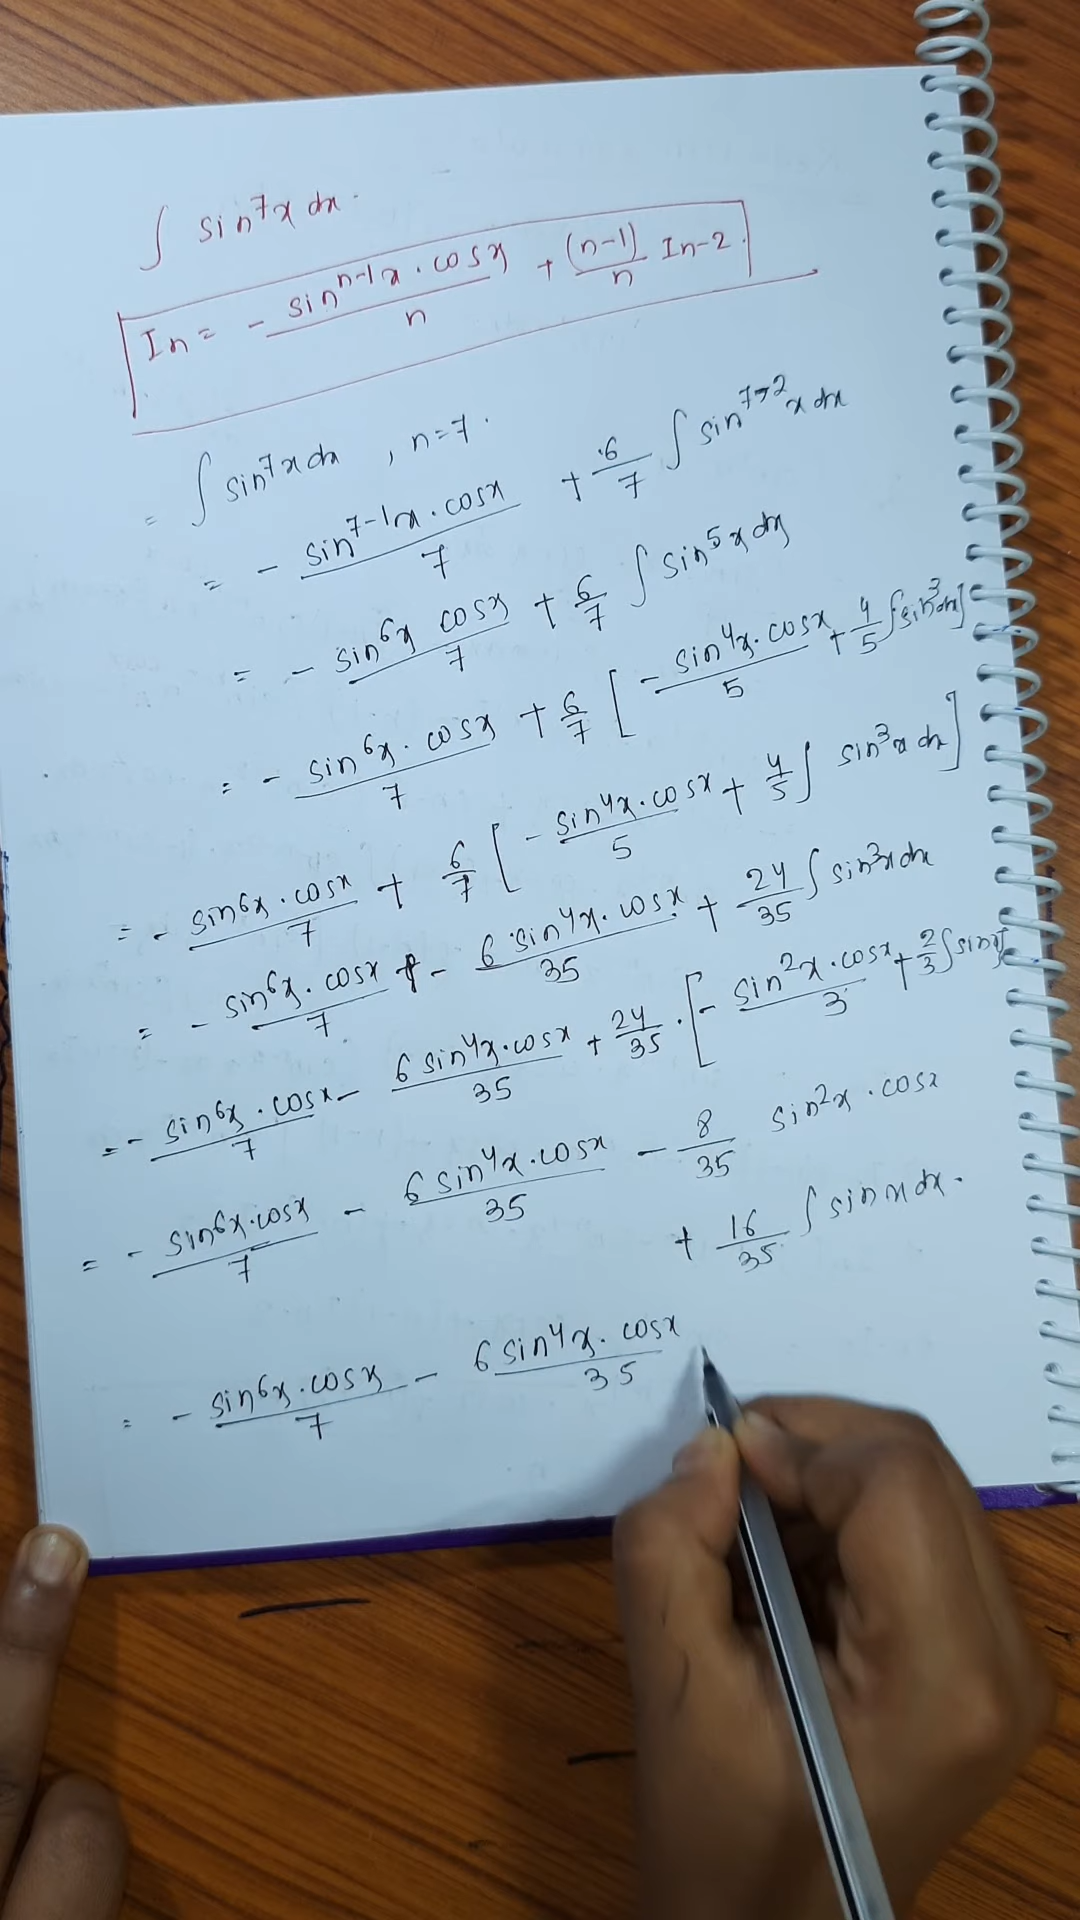 ∫ sin⁷x dx.
Iₙ = - sinⁿ⁻¹x . cosx / n + (n-1) / n Iₙ₋₂.
= ∫ sin⁷x dx , n=7.
= - sin⁷⁻¹x . cosx / 7 + 6/7 ∫ sin⁷⁻²x dx
= - sin⁶x cosx / 7 + 6/7 ∫ sin⁵x dx
= - sin⁶x . cosx / 7 + 6/7 [ - sin⁴x . cosx / 5 + 4/5 ∫ sin³dx ]
= - sin⁶x . cosx / 7 + 6/7 [ - sin⁴x . cosx / 5 + 4/5 ∫ sin³x dx ]
= - sin⁶x . cosx / 7 - 6 sin⁴x . cosx / 35 + 24/35 ∫ sin³x dx
= - sin⁶x . cosx / 7 - 6 sin⁴x . cosx / 35 + 24/35 . [ - sin²x . cosx / 3 + 2/3 ∫ sinx ]
= - sin⁶x . cosx / 7 - 6 sin⁴x . cosx / 35 - 8/35 sin²x . cosx
+ 16/35 ∫ sinx dx.
= - sin⁶x . cosx / 7 - 6 sin⁴x . cosx / 35